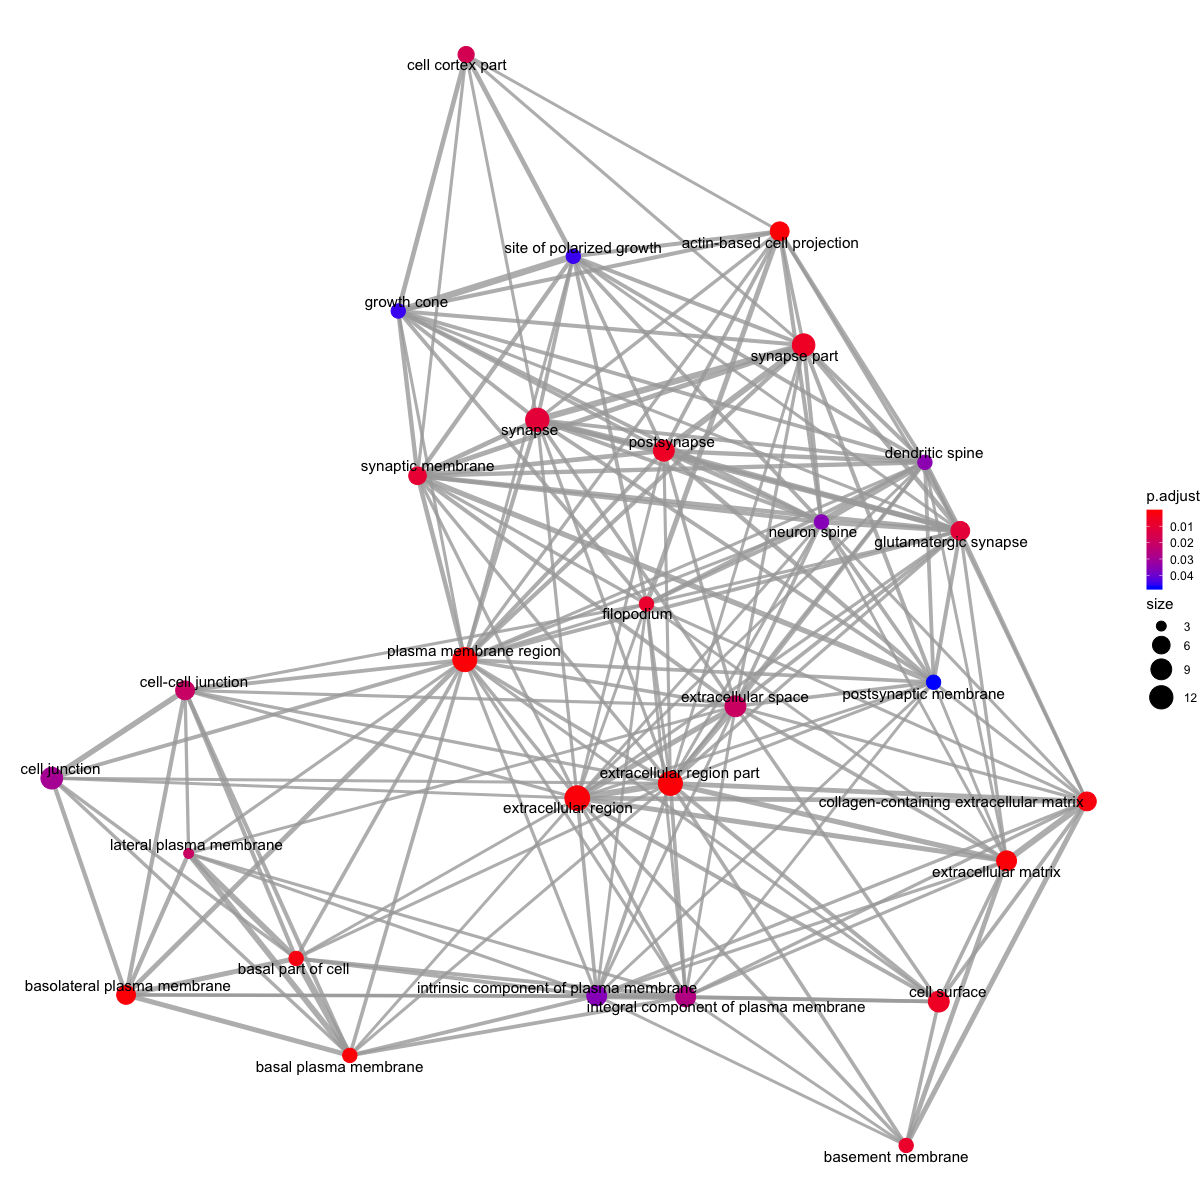 cell cortex part
site of polarized growth
actin-based cell projection
growth cone
synapse part
synapse
postsynapse
dendritic spine
synaptic membrane
neuron spine
glutamatergic synapse
filopodium
plasma membrane region
cell-cell junction
extracellular space
postsynaptic membrane
cell junction
extracellular region part
extracellular region
collagen-containing extracellular matrix
lateral plasma membrane
extracellular matrix
basal part of cell
basolateral plasma membrane
intrinsic component of plasma membrane
cell surface
integral component of plasma membrane
basal plasma membrane
basement membrane
p.adjust
0.01
0.02
0.03
0.04
size
3
6
9
12